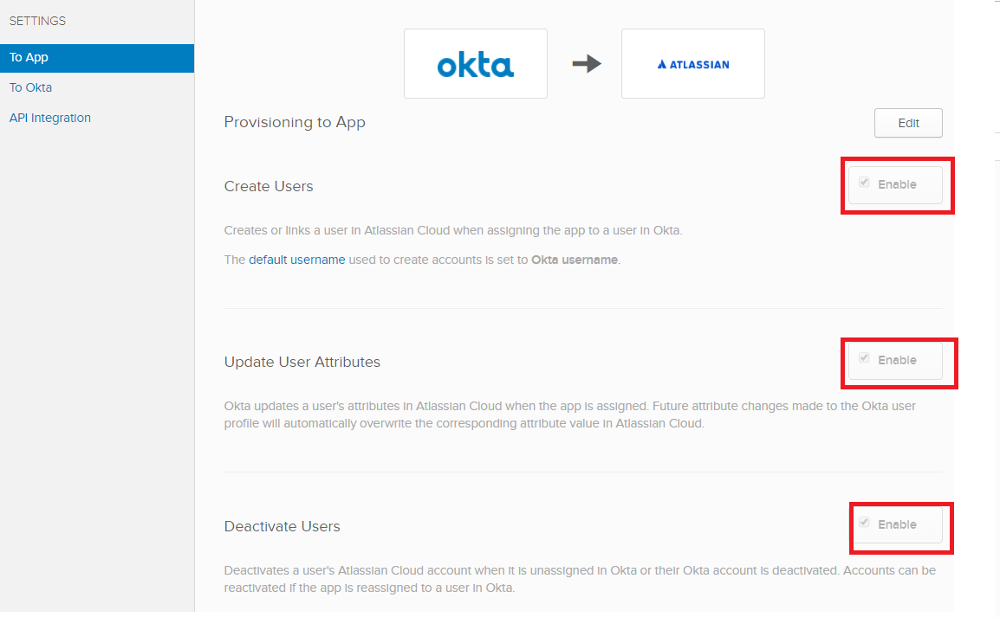 SETTINGS
To App
To Okta
API Integration
okta
ATLASSIAN
Provisioning to App
Edit
Create Users
Enable
Creates or links a user in Atlassian Cloud when assigning the app to a user in Okta.
The default username used to create accounts is set to Okta username.
Update User Attributes
Enable
Okta updates a user's attributes in Atlassian Cloud when the app is assigned. Future attribute changes made to the Okta user
profile will automatically overwrite the corresponding attribute value in Atlassian Cloud.
Deactivate Users
Enable
Deactivates a user's Atlassian Cloud account when it is unassigned in Okta or their Okta account is deactivated. Accounts can be
reactivated if the app is reassigned to a user in Okta.